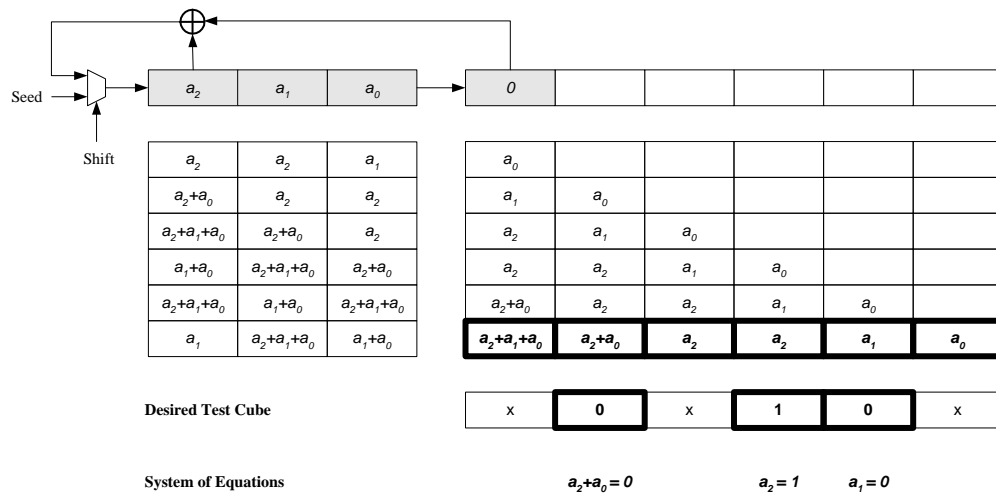 a₂ a₁ a₀ 0
Seed
Shift
a₂ a₂ a₁ a₀
a₂+a₀ a₂ a₂ a₁ a₀
a₂+a₁+a₀ a₂+a₀ a₂ a₂ a₁ a₀
a₁+a₀ a₂+a₁+a₀ a₂+a₀ a₂ a₂ a₁ a₀
a₂+a₁+a₀ a₁+a₀ a₂+a₁+a₀ a₂+a₀ a₂ a₂ a₁ a₀
a₁ a₂+a₁+a₀ a₁+a₀ a₂+a₁+a₀ a₂+a₀ a₂ a₂ a₁ a₀
Desired Test Cube x 0 x 1 0 x
System of Equations a₂+a₀ = 0 a₂ = 1 a₁ = 0